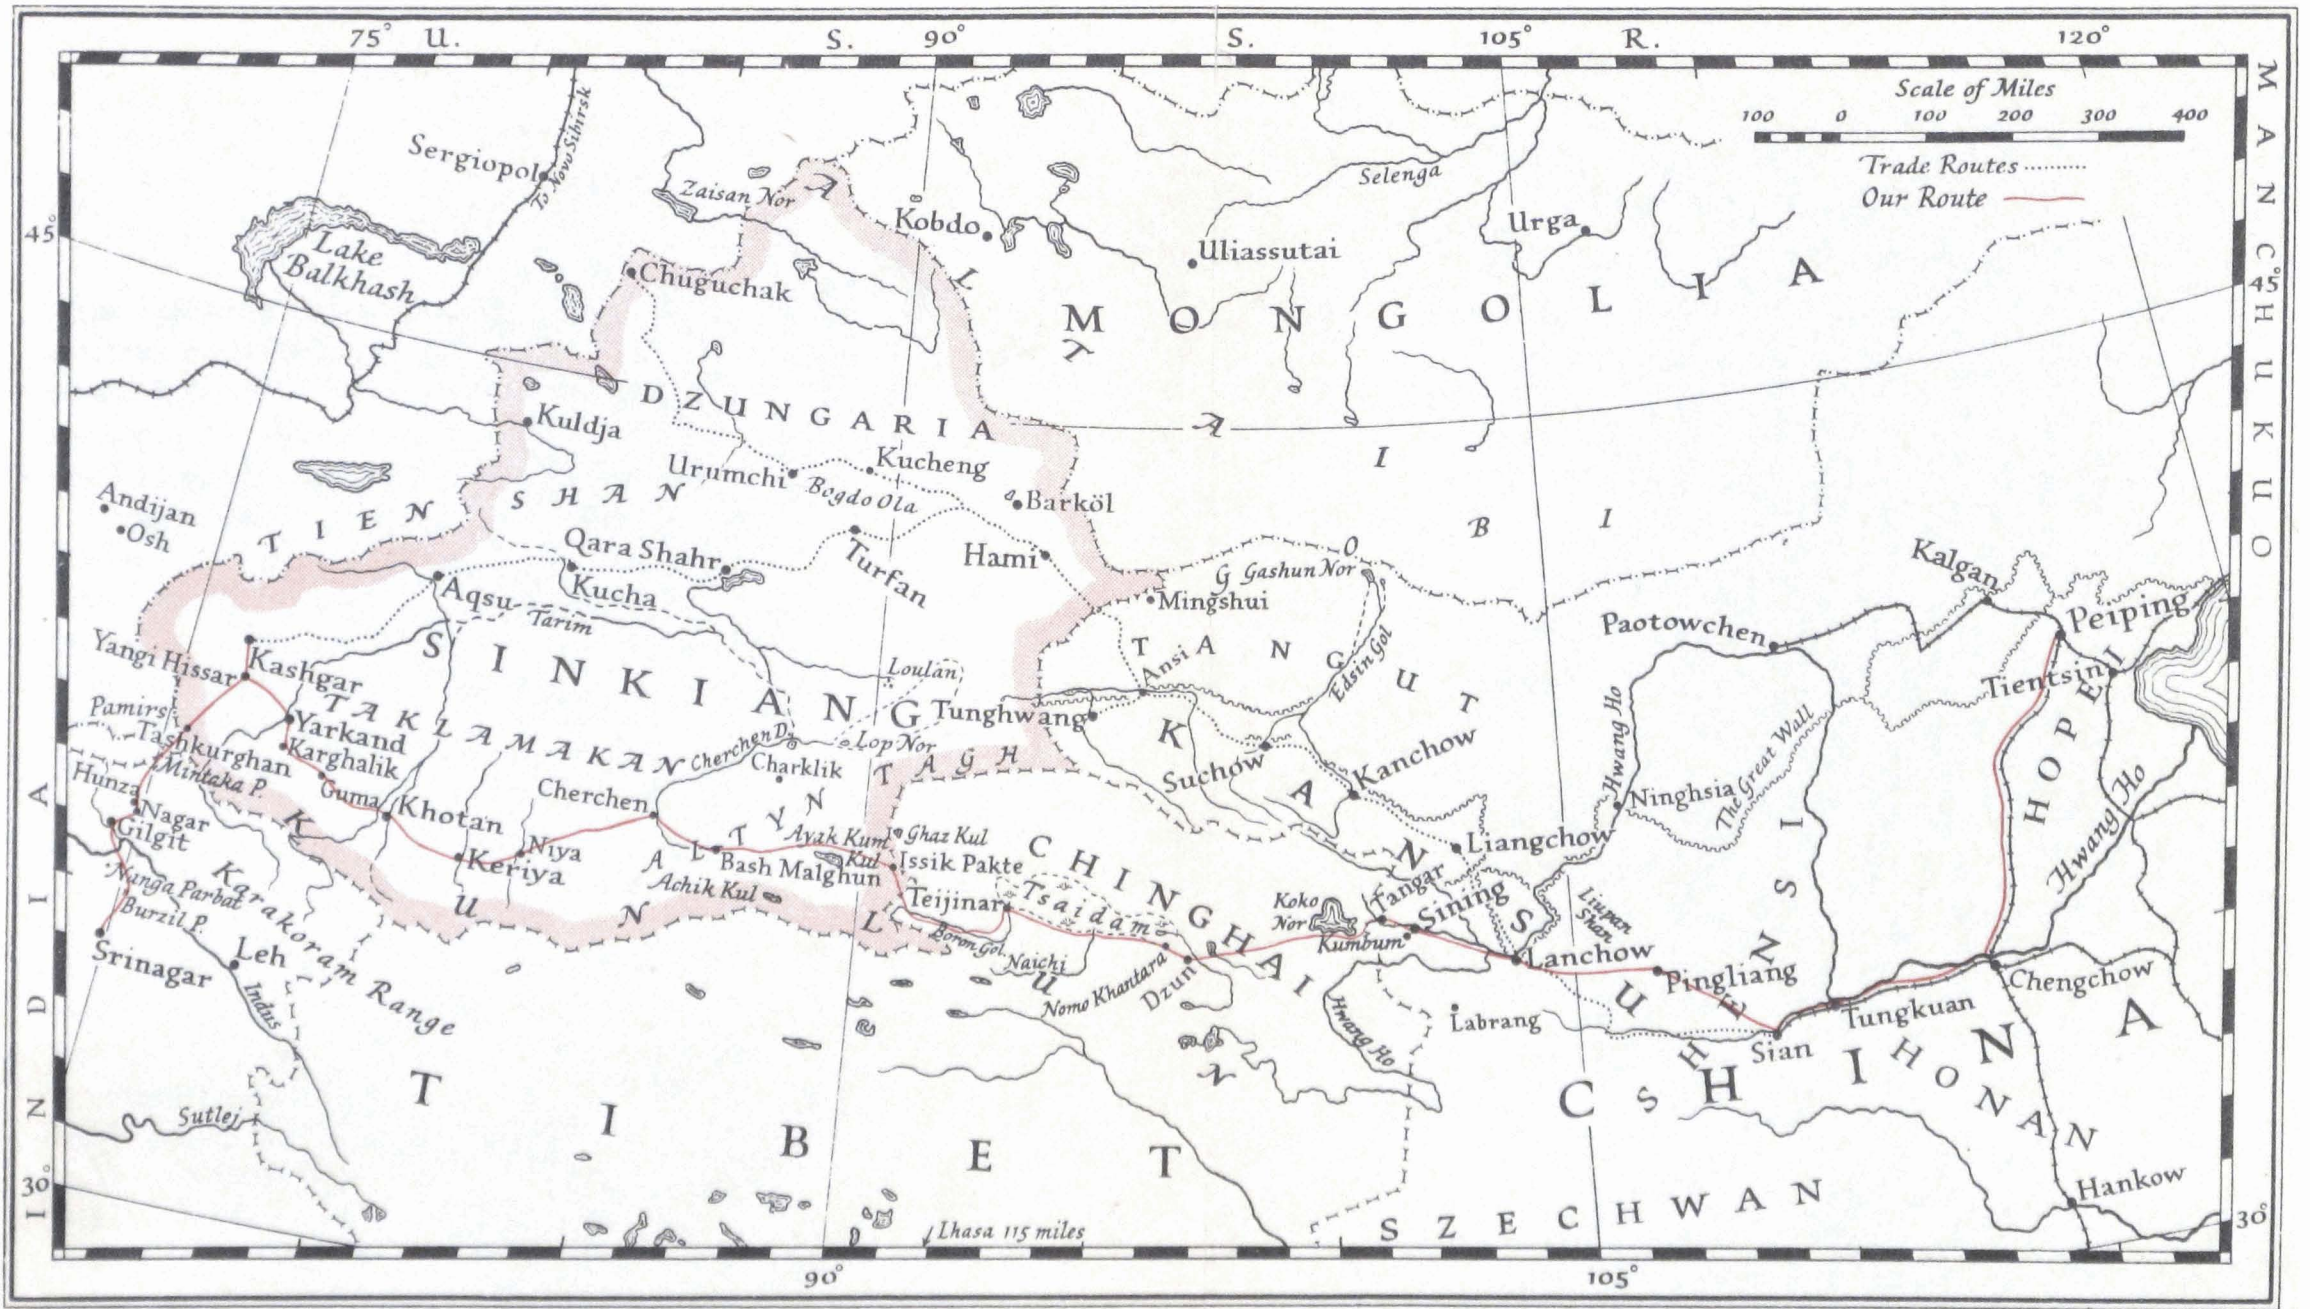 75° U. S. 90° S. 105° R. 120°
MANCHUKUO
Scale of Miles
100 0 100 200 300 400
Trade Routes
Our Route
Sergiopol
To Novo Sibirsk
Zaisan Nor
Kobdo
Selenga
Urga
Uliassutai
45°
Lake
Balkhash
Chuguchak
MONGOLIA
45°
ALTAI
DZUNGARIA
Kuldja
Urumchi
Kucheng
Bogdo Ola
Barköl
GOBI
Andijan
Osh
TIEN SHAN
Qara Shahr
Kucha
Turfan
Hami
Gashun Nor
Mingshui
Kalgan
Peiping
Paotowchen
Tientsin
Aqsu
Tarim
SINKIANG
Loulan
TANGUT
Ansi
Edsin Gol
Yangi Hissar
Kashgar
Pamirs
Tashkurghan
Yarkand
Karghalik
TAKLAMAKAN
Cherchen D.
Lop Nor
Charklik
Tunghwang
Suchow
Kanchow
KANSU
Hwang Ho
Ninghsia
The Great Wall
HOPEI
Hwang Ho
Hunza
Mintaka P.
Nagar
Gilgit
Guma
Khotan
Cherchen
Keriya
Niya
ALTYN TAGH
Ayak Kum
Kul
Ghaz Kul
Issik Pakte
Bash Malghun
Achik Kul
CHINGHAI
Liangchow
SHENSI
Nanga Parbat
Burzil P.
Karakoram Range
KUNLUN
Teijinar
Tsaidam
Boron Gol
Naichi
Nomo Khantara
Dzun
Koko
Nor
Tangar
Sining
Kumbum
Liupan
Shan
Lanchow
Pingliang
Srinagar
Leh
Indus
Hwang Ho
Labrang
Sian
Tungkuan
Chengchow
INDIA
TIBET
CHINA
HONAN
Sutlej
30°
Lhasa 115 miles
SZECHWAN
Hankow
30°
90° 105°